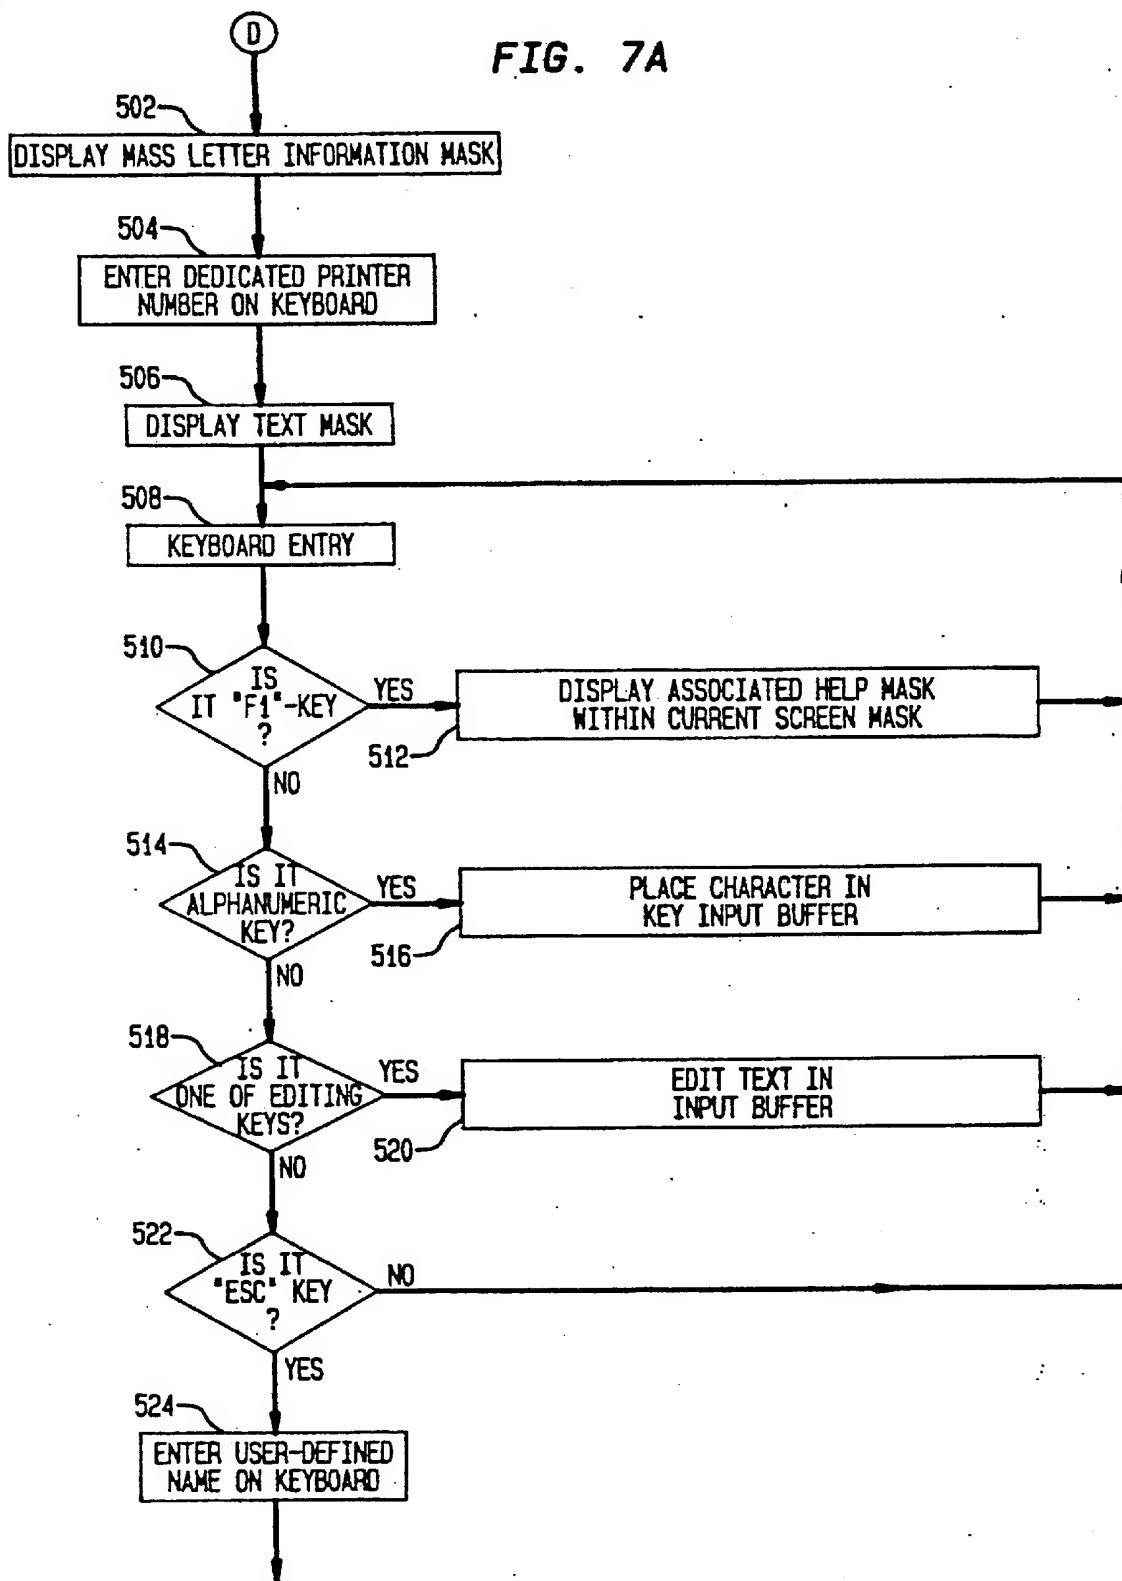 D
FIG. 7A
502
DISPLAY MASS LETTER INFORMATION MASK
504
ENTER DEDICATED PRINTER
NUMBER ON KEYBOARD
506
DISPLAY TEXT MASK
508
KEYBOARD ENTRY
510
IS
IT "F1"-KEY
?
YES
DISPLAY ASSOCIATED HELP MASK
WITHIN CURRENT SCREEN MASK
512
NO
514
IS IT
ALPHANUMERIC
KEY?
YES
PLACE CHARACTER IN
KEY INPUT BUFFER
516
NO
518
IS IT
ONE OF EDITING
KEYS?
YES
EDIT TEXT IN
INPUT BUFFER
520
NO
522
IS IT
"ESC" KEY
?
NO
YES
524
ENTER USER-DEFINED
NAME ON KEYBOARD